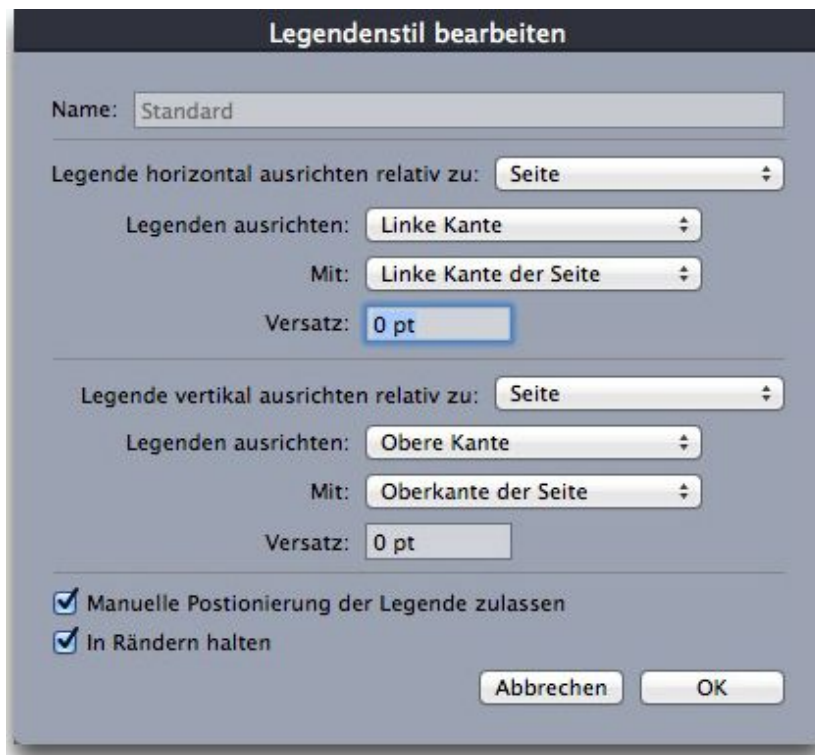 Legendenstil bearbeiten
Name: Standard
Legende horizontal ausrichten relativ zu: Seite
Legenden ausrichten: Linke Kante
Mit: Linke Kante der Seite
Versatz: 0 pt
Legende vertikal ausrichten relativ zu: Seite
Legenden ausrichten: Obere Kante
Mit: Oberkante der Seite
Versatz: 0 pt
Manuelle Postionierung der Legende zulassen
In Rändern halten
Abbrechen OK